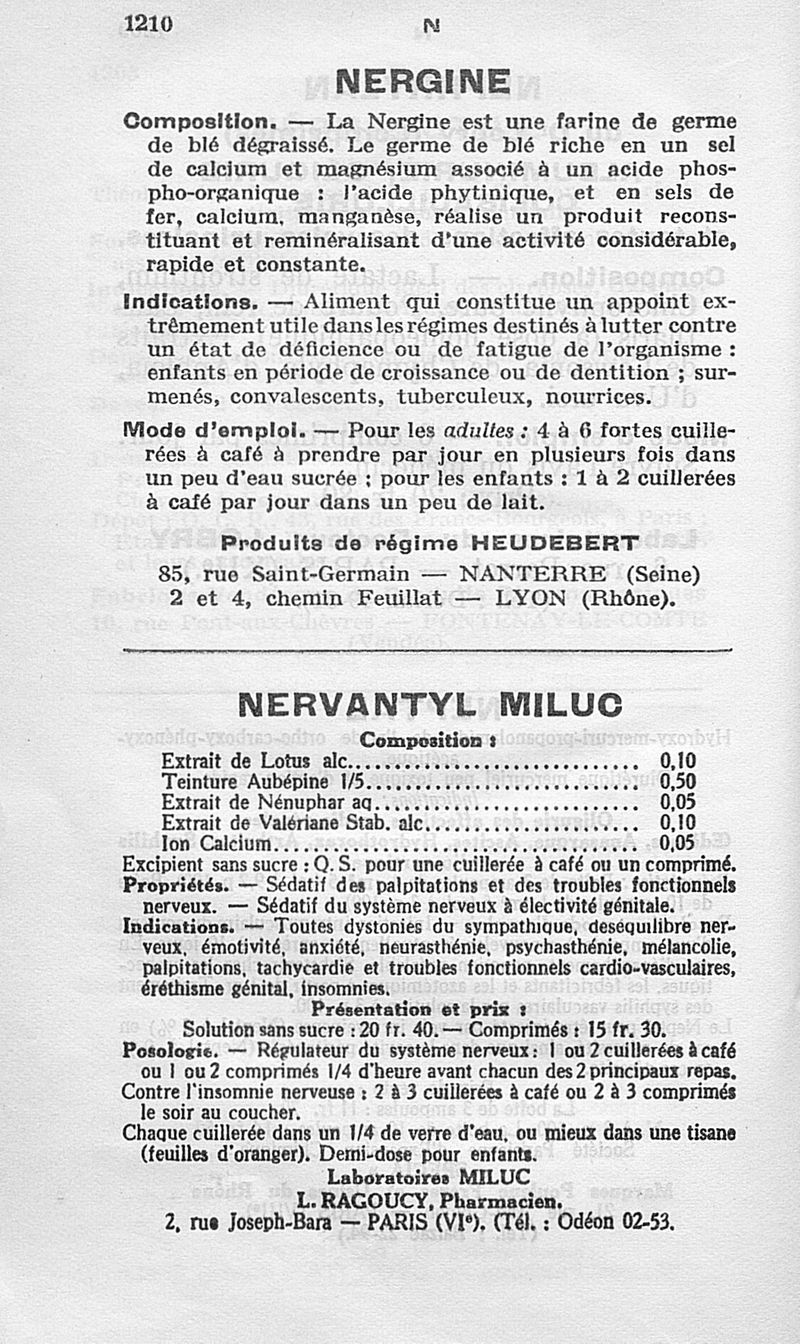 1210 N
NERGINE
Composition. — La Nergine est une farine de germe
de blé dégraissé. Le germe de blé riche en un sel
de calcium et magnésium associé à un acide phos-
pho-organique : l'acide phytinique, et en sels de
fer, calcium, manganèse, réalise un produit recons-
tituant et reminéralisant d'une activité considérable,
rapide et constante.
Indications. — Aliment qui constitue un appoint ex-
trêmement utile dans les régimes destinés à lutter contre
un état de déficience ou de fatigue de l'organisme :
enfants en période de croissance ou de dentition ; sur-
menés, convalescents, tuberculeux, nourrices.
Mode d'emploi. — Pour les adultes : 4 à 6 fortes cuille-
rées à café à prendre par jour en plusieurs fois dans
un peu d'eau sucrée ; pour les enfants : 1 à 2 cuillerées
à café par jour dans un peu de lait.
Produits de régime HEUDEBERT
85, rue Saint-Germain — NANTERRE (Seine)
2 et 4, chemin Feuillat — LYON (Rhône).
NERVANTYL MILUC
Composition :
Extrait de Lotus alc................................ 0,10
Teinture Aubépine 1/5.............................. 0,50
Extrait de Nénuphar aq............................. 0,05
Extrait de Valériane Stab. alc....................... 0,10
Ion Calcium........................................ 0,05
Excipient sans sucre : Q. S. pour une cuillerée à café ou un comprimé.
Propriétés. — Sédatif des palpitations et des troubles fonctionnels
nerveux. — Sédatif du système nerveux à électivité génitale.
Indications. — Toutes dystonies du sympathique, deséquilibre ner-
veux, émotivité, anxiété, neurasthénie, psychasthénie, mélancolie,
palpitations, tachycardie et troubles fonctionnels cardio-vasculaires,
éréthisme génital, insomnies.
Présentation et prix :
Solution sans sucre : 20 fr. 40. — Comprimés : 15 fr. 30.
Posologie. — Régulateur du système nerveux : 1 ou 2 cuillerées à café
ou 1 ou 2 comprimés 1/4 d'heure avant chacun des 2 principaux repas.
Contre l'insomnie nerveuse : 2 à 3 cuillerées à café ou 2 à 3 comprimés
le soir au coucher.
Chaque cuillerée dans un 1/4 de verre d'eau, ou mieux dans une tisane
(feuilles d'oranger). Demi-dose pour enfants.
Laboratoires MILUC
L. RAGOUCY, Pharmacien.
2, rue Joseph-Bara — PARIS (VIe). (Tél. : Odéon 02-53.